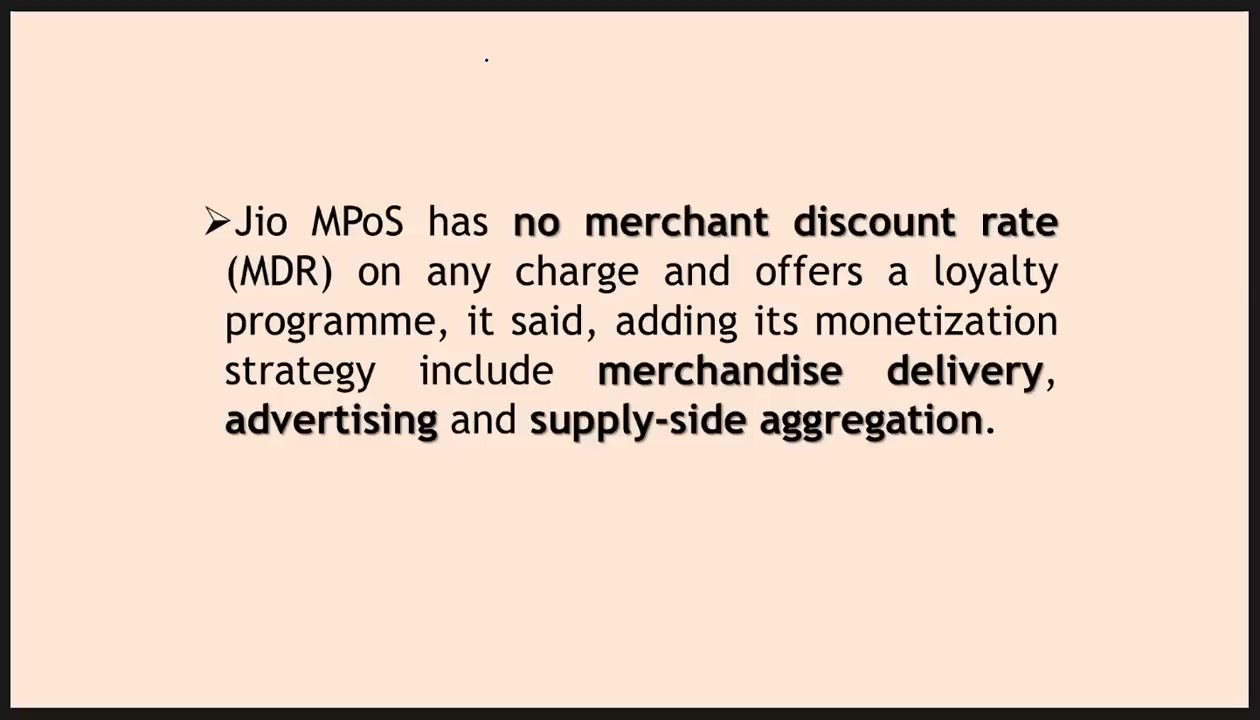 ➢Jio MPoS has no merchant discount rate
(MDR) on any charge and offers a loyalty
programme, it said, adding its monetization
strategy include merchandise delivery,
advertising and supply-side aggregation.